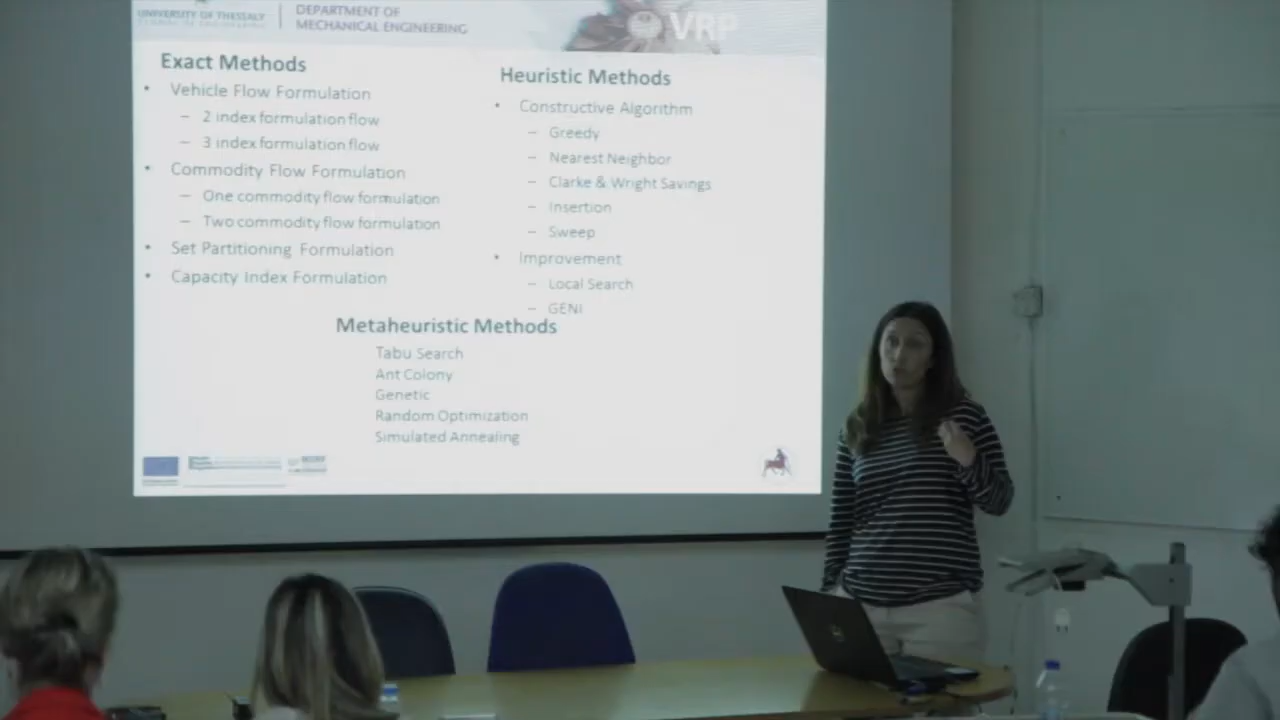 UNIVERSITY OF THESSALY
DEPARTMENT OF
MECHANICAL ENGINEERING
VRP
Exact Methods
• Vehicle Flow Formulation
– 2 index formulation flow
– 3 index formulation flow
• Commodity Flow Formulation
– One commodity flow formulation
– Two commodity flow formulation
• Set Partitioning Formulation
• Capacity Index Formulation
Heuristic Methods
• Constructive Algorithm
– Greedy
– Nearest Neighbor
– Clarke & Wright Savings
– Insertion
– Sweep
• Improvement
– Local Search
– GENI
Metaheuristic Methods
Tabu Search
Ant Colony
Genetic
Random Optimization
Simulated Annealing